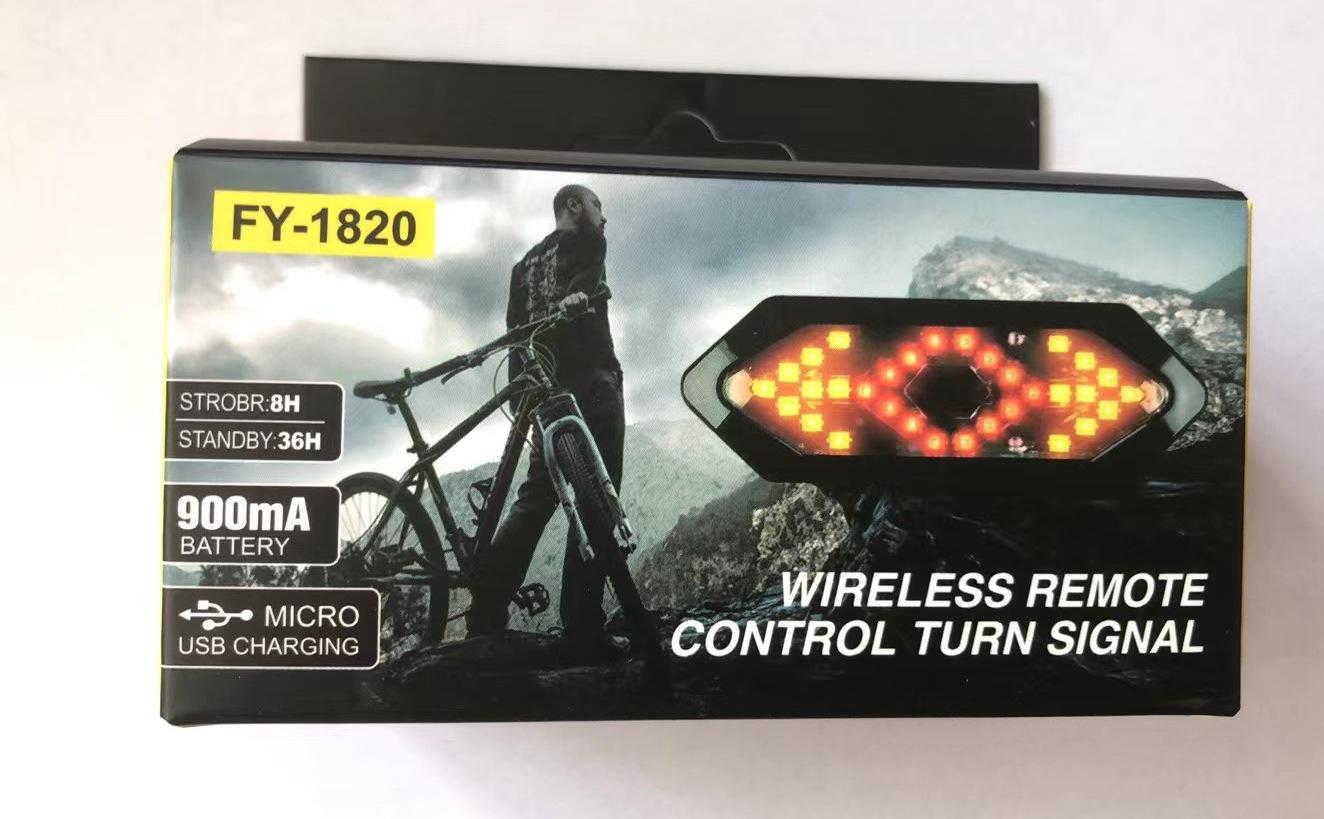 FY-1820
STROBR:8H
STANDBY:36H
900mA
BATTERY
MICRO
USB CHARGING
WIRELESS REMOTE
CONTROL TURN SIGNAL